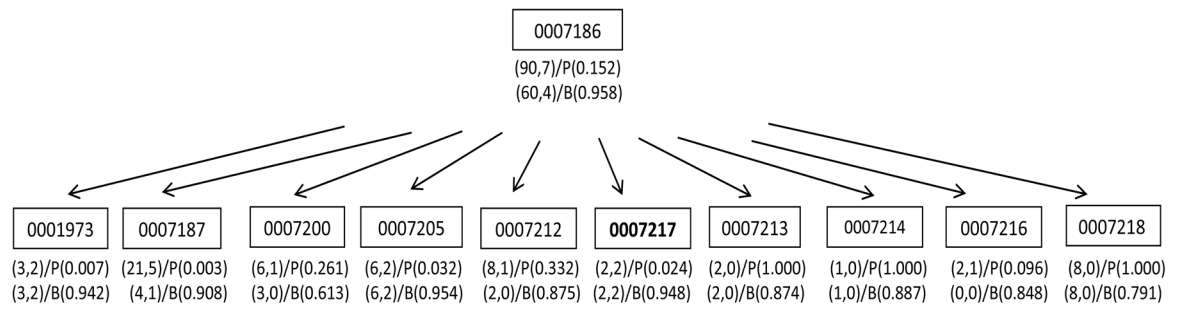 0007186
(90,7)/P(0.152)
(60,4)/B(0.958)
0001973 0007187 0007200 0007205 0007212 0007217 0007213 0007214 0007216 0007218
(3,2)/P(0.007) (21,5)/P(0.003) (6,1)/P(0.261) (6,2)/P(0.032) (8,1)/P(0.332) (2,2)/P(0.024) (2,0)/P(1.000) (1,0)/P(1.000) (2,1)/P(0.096) (8,0)/P(1.000)
(3,2)/B(0.942) (4,1)/B(0.908) (3,0)/B(0.613) (6,2)/B(0.954) (2,0)/B(0.875) (2,2)/B(0.948) (2,0)/B(0.874) (1,0)/B(0.887) (0,0)/B(0.848) (8,0)/B(0.791)